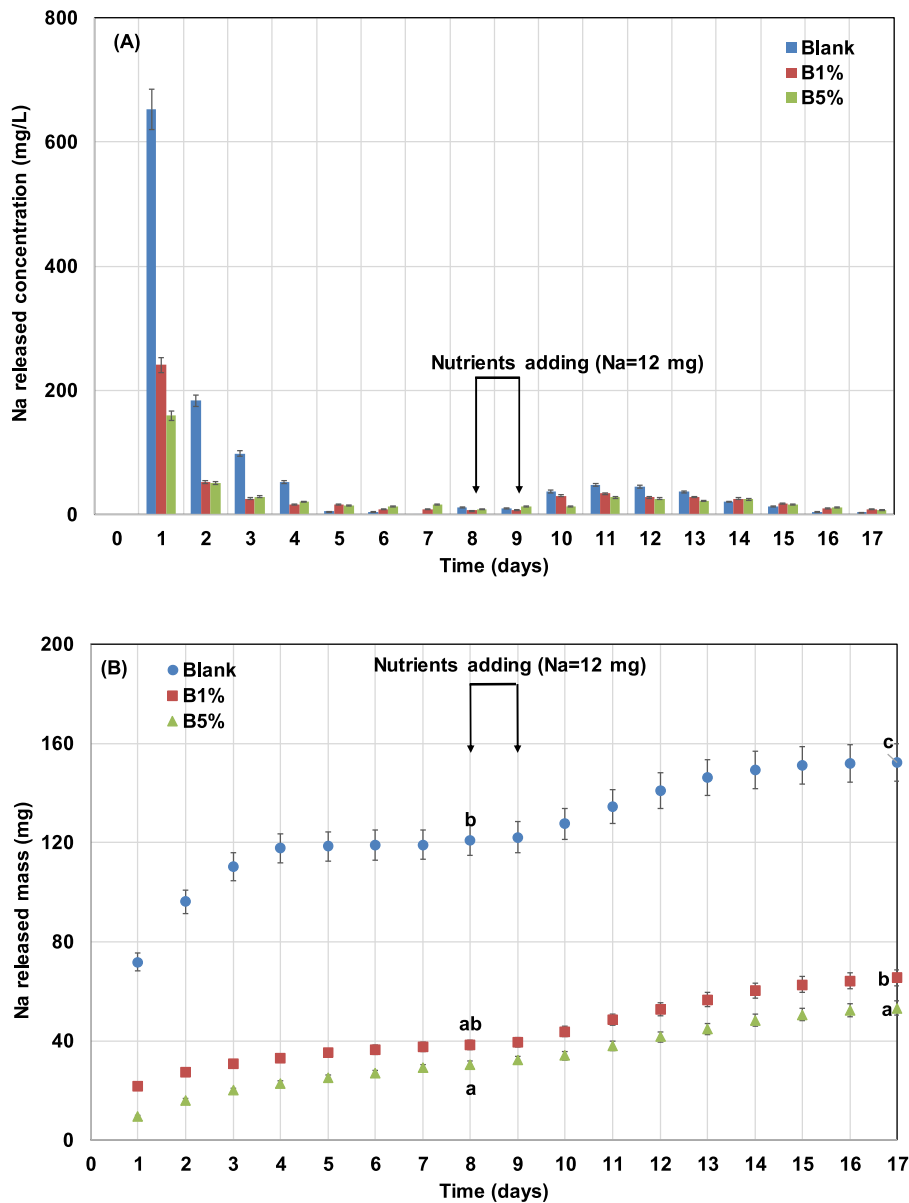 (A)
Blank
B1%
B5%
Na released concentration (mg/L)
800
600
400
200
0
Nutrients adding (Na=12 mg)
0 1 2 3 4 5 6 7 8 9 10 11 12 13 14 15 16 17
Time (days)
(B)
Blank
B1%
B5%
Nutrients adding (Na=12 mg)
Na released mass (mg)
200
160
120
80
40
0
b
c
ab
b
a
a
0 1 2 3 4 5 6 7 8 9 10 11 12 13 14 15 16 17
Time (days)